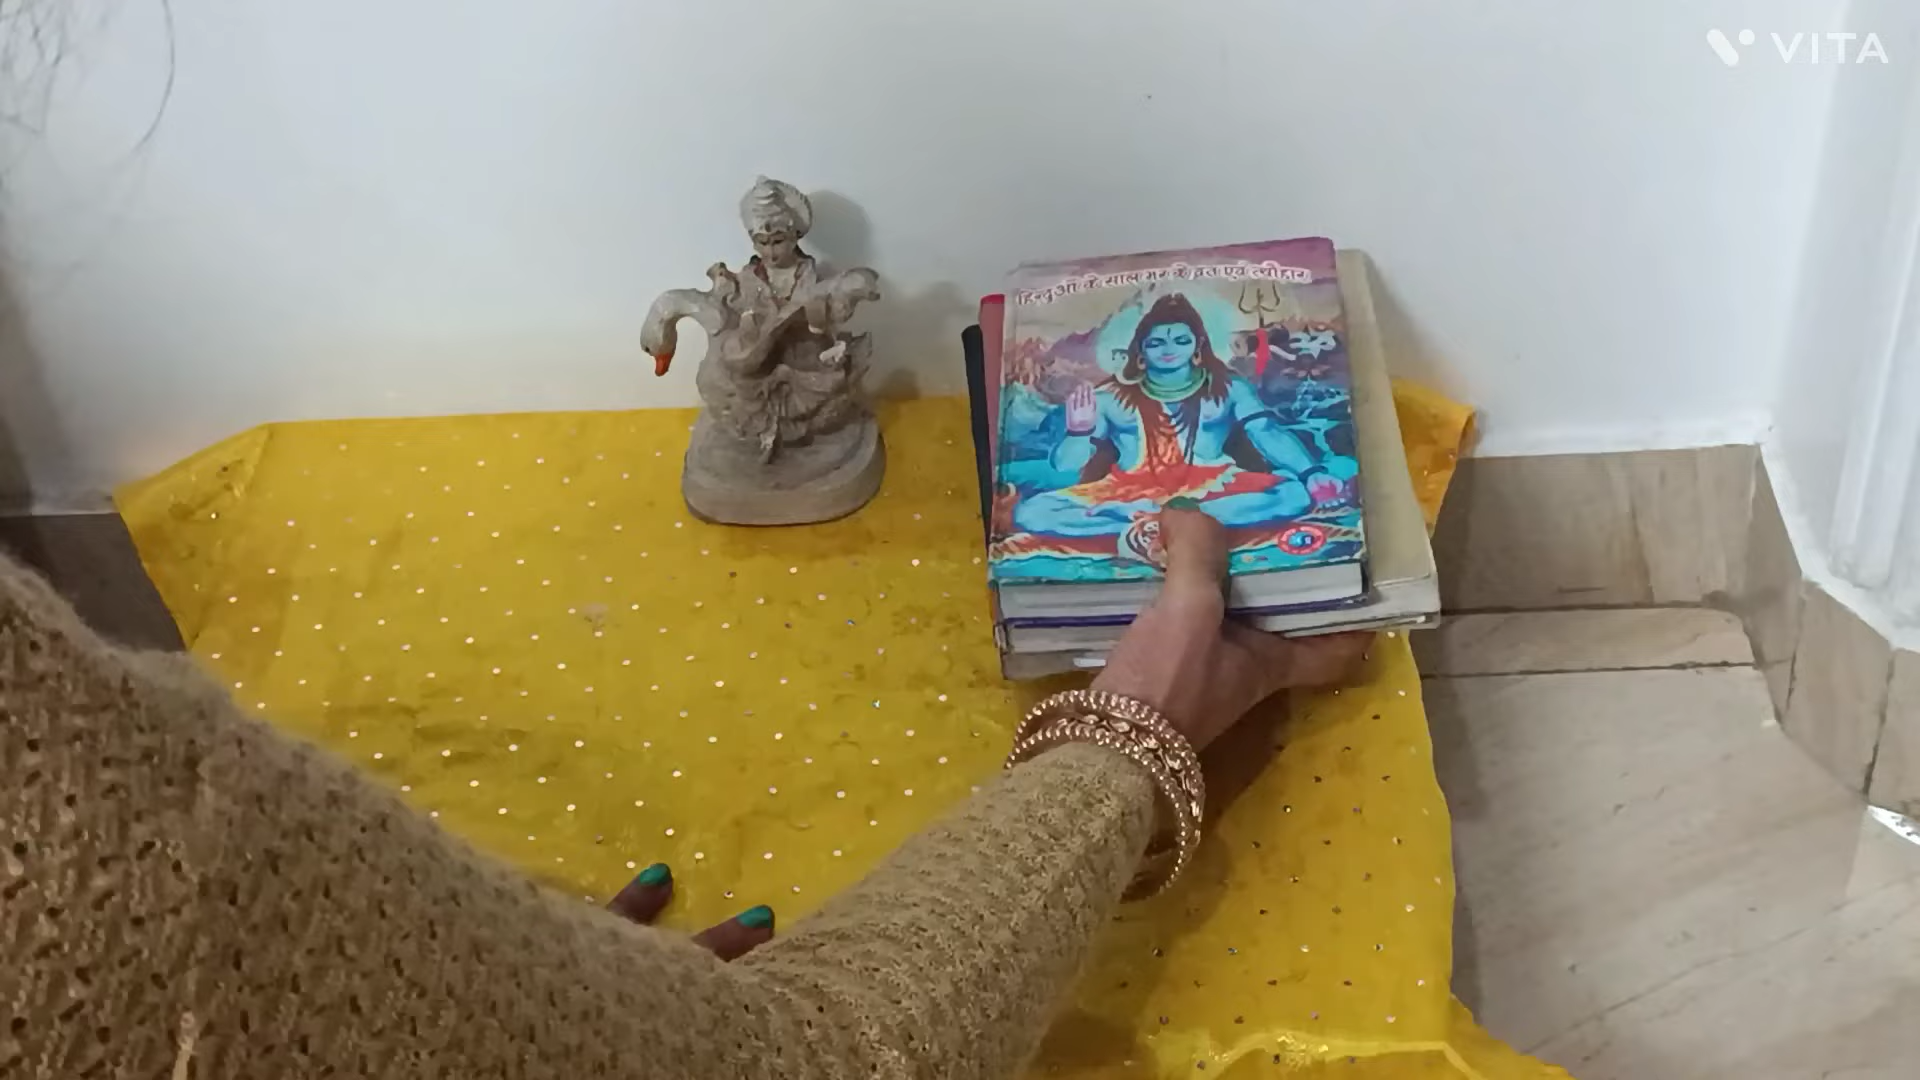 VITA
हिन्दुओं के साल भर के व्रत एवं त्यौहार
ॐ